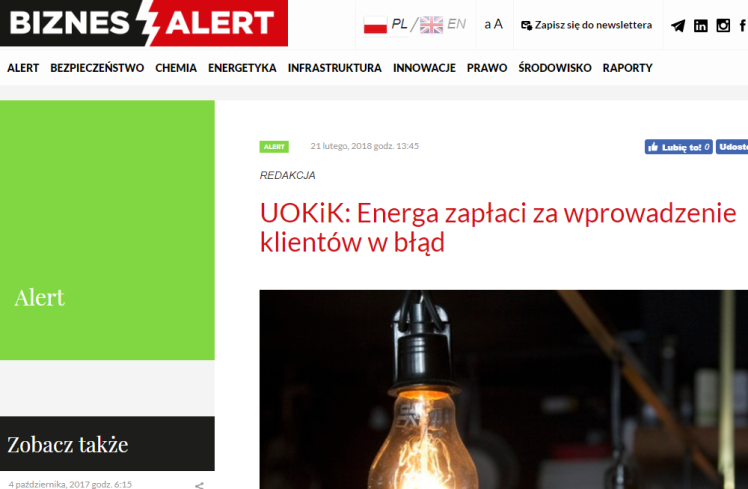 BIZNES ALERT
PL / EN
a A
Zapisz się do newslettera
ALERT BEZPIECZEŃSTWO CHEMIA ENERGETYKA INFRASTRUKTURA INNOWACJE PRAWO ŚRODOWISKO RAPORTY
ALERT 21 lutego, 2018 godz. 13:45
Lubię to! 0
REDAKCJA
UOKiK: Energa zapłaci za wprowadzenie
klientów w błąd
Alert
Zobacz także
4 października, 2017 godz. 6:15